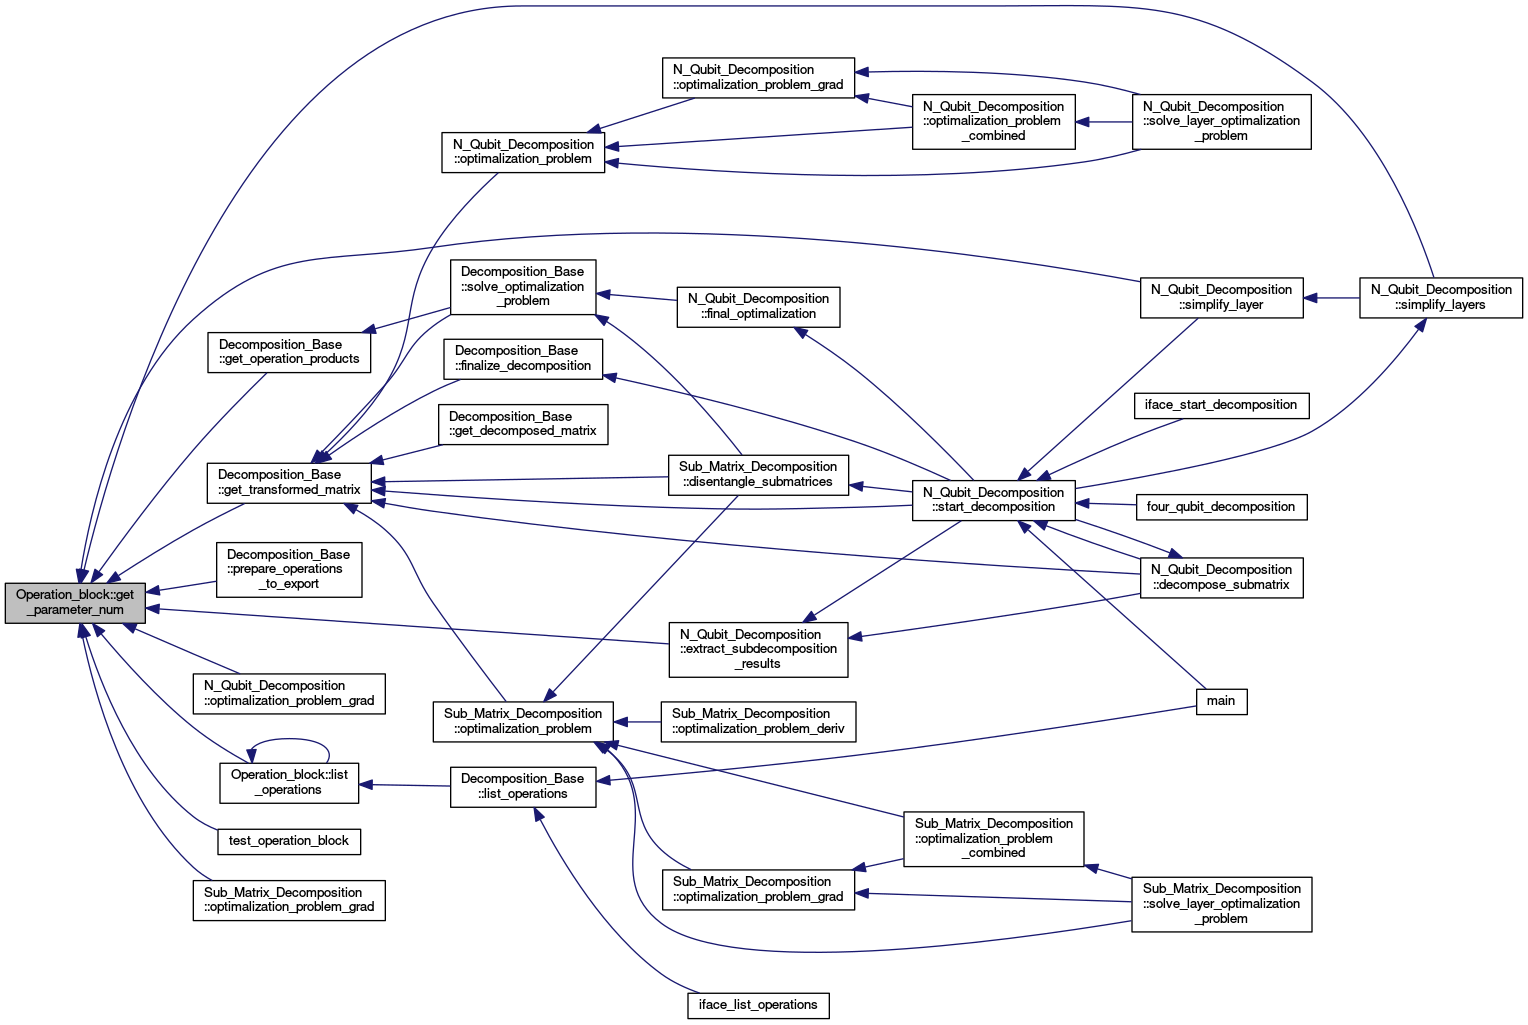 N_Qubit_Decomposition
::optimalization_problem_grad
N_Qubit_Decomposition
::optimalization_problem
_combined
N_Qubit_Decomposition
::solve_layer_optimalization
_problem
N_Qubit_Decomposition
::optimalization_problem
Decomposition_Base
::solve_optimalization
_problem
N_Qubit_Decomposition
::final_optimalization
N_Qubit_Decomposition
::simplify_layer
N_Qubit_Decomposition
::simplify_layers
Decomposition_Base
::get_operation_products
Decomposition_Base
::finalize_decomposition
iface_start_decomposition
Decomposition_Base
::get_decomposed_matrix
Decomposition_Base
::get_transformed_matrix
Sub_Matrix_Decomposition
::disentangle_submatrices
N_Qubit_Decomposition
::start_decomposition
four_qubit_decomposition
Decomposition_Base
::prepare_operations
_to_export
N_Qubit_Decomposition
::decompose_submatrix
Operation_block::get
_parameter_num
N_Qubit_Decomposition
::extract_subdecomposition
_results
N_Qubit_Decomposition
::optimalization_problem_grad
main
Sub_Matrix_Decomposition
::optimalization_problem
Sub_Matrix_Decomposition
::optimalization_problem_deriv
Operation_block::list
_operations
Decomposition_Base
::list_operations
test_operation_block
Sub_Matrix_Decomposition
::optimalization_problem
_combined
Sub_Matrix_Decomposition
::optimalization_problem_grad
Sub_Matrix_Decomposition
::optimalization_problem_grad
Sub_Matrix_Decomposition
::solve_layer_optimalization
_problem
iface_list_operations